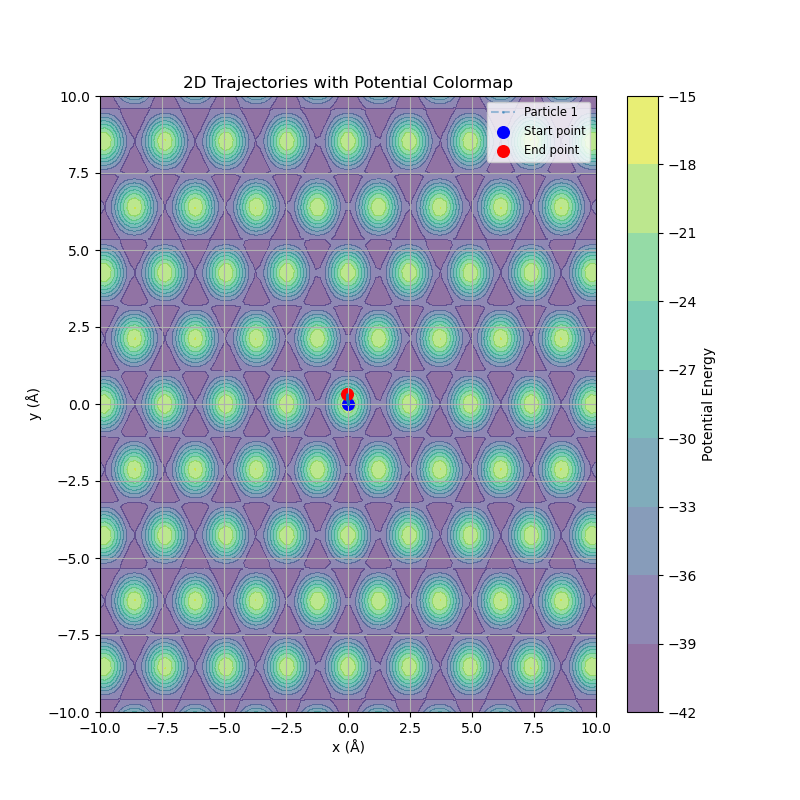 2D Trajectories with Potential Colormap
Particle 1
Start point
End point
10.0
7.5
5.0
2.5
0.0
−2.5
−5.0
−7.5
−10.0
y (Å)
−10.0 −7.5 −5.0 −2.5 0.0 2.5 5.0 7.5 10.0
x (Å)
−15
−18
−21
−24
−27
−30
−33
−36
−39
−42
Potential Energy